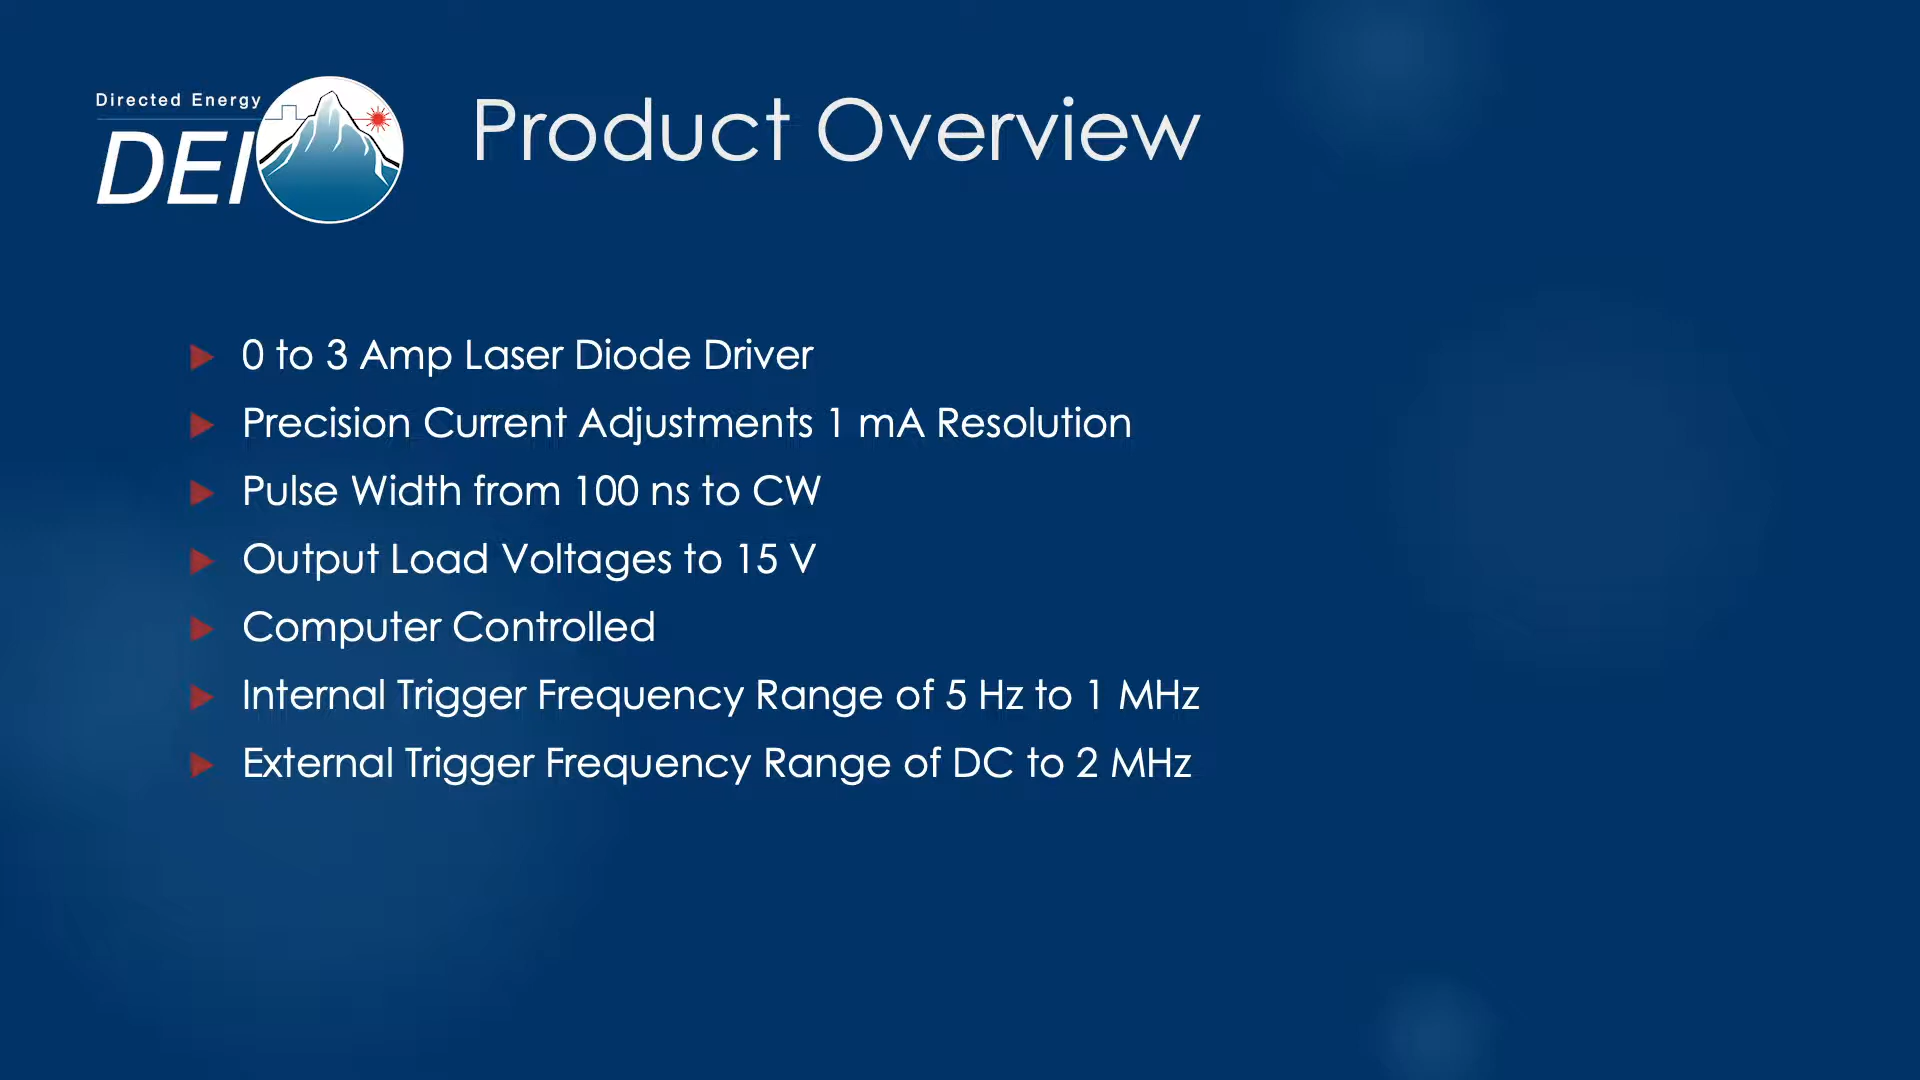 Directed Energy
DEI
Product Overview
0 to 3 Amp Laser Diode Driver
Precision Current Adjustments 1 mA Resolution
Pulse Width from 100 ns to CW
Output Load Voltages to 15 V
Computer Controlled
Internal Trigger Frequency Range of 5 Hz to 1 MHz
External Trigger Frequency Range of DC to 2 MHz